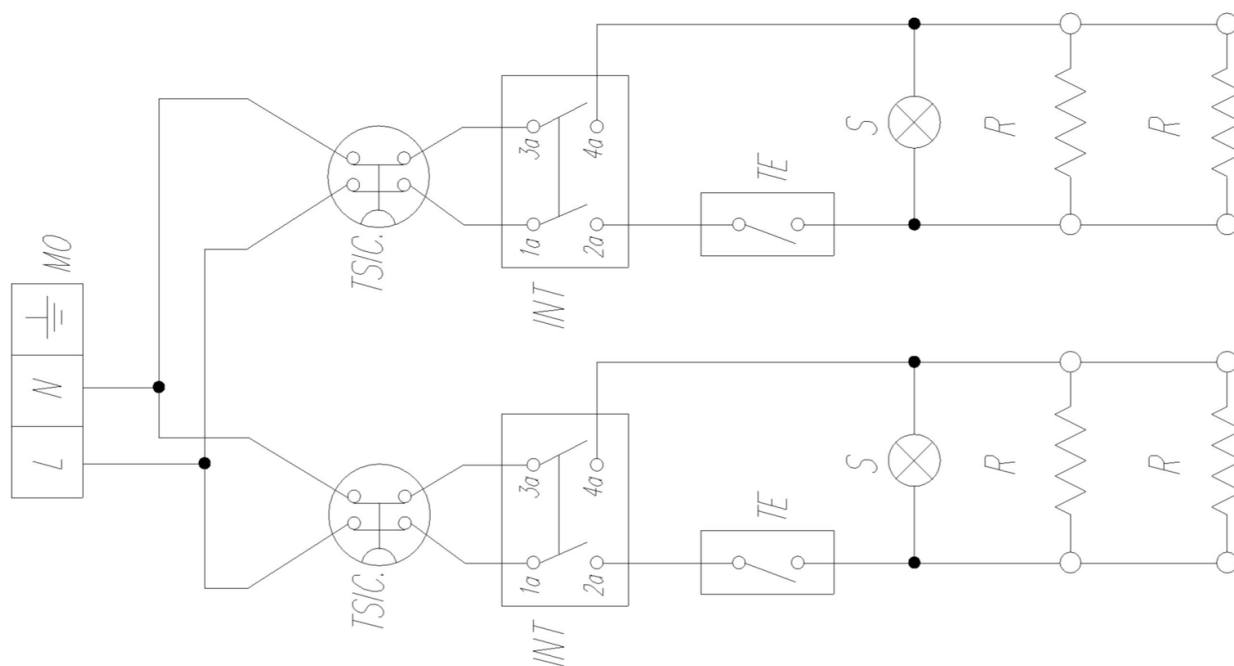 L N MO
TSIC. TSIC.
INT 1a 3a INT 1a 3a
2a 4a 2a 4a
TE TE
S S
R R
R R